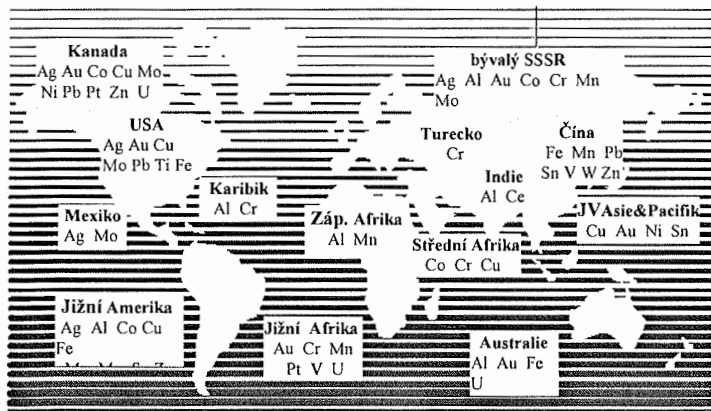 Kanada
Ag Au Co Cu Mo
Ni Pb Pt Zn U
bývalý SSSR
Ag Al Au Co Cr Mn
Mo
USA
Ag Au Cu
Mo Pb Ti Fe
Turecko
Cr
Čína
Fe Mn Pb
Sn V W Zn
Indie
Al Ce
Karibik
Al Cr
Mexiko
Ag Mo
Záp. Afrika
Al Mn
JVAsie&Pacifik
Cu Au Ni Sn
Střední Afrika
Co Cr Cu
Jižní Amerika
Ag Al Co Cu
Fe
Jižní Afrika
Au Cr Mn
Pt V U
Australie
Al Au Fe
U